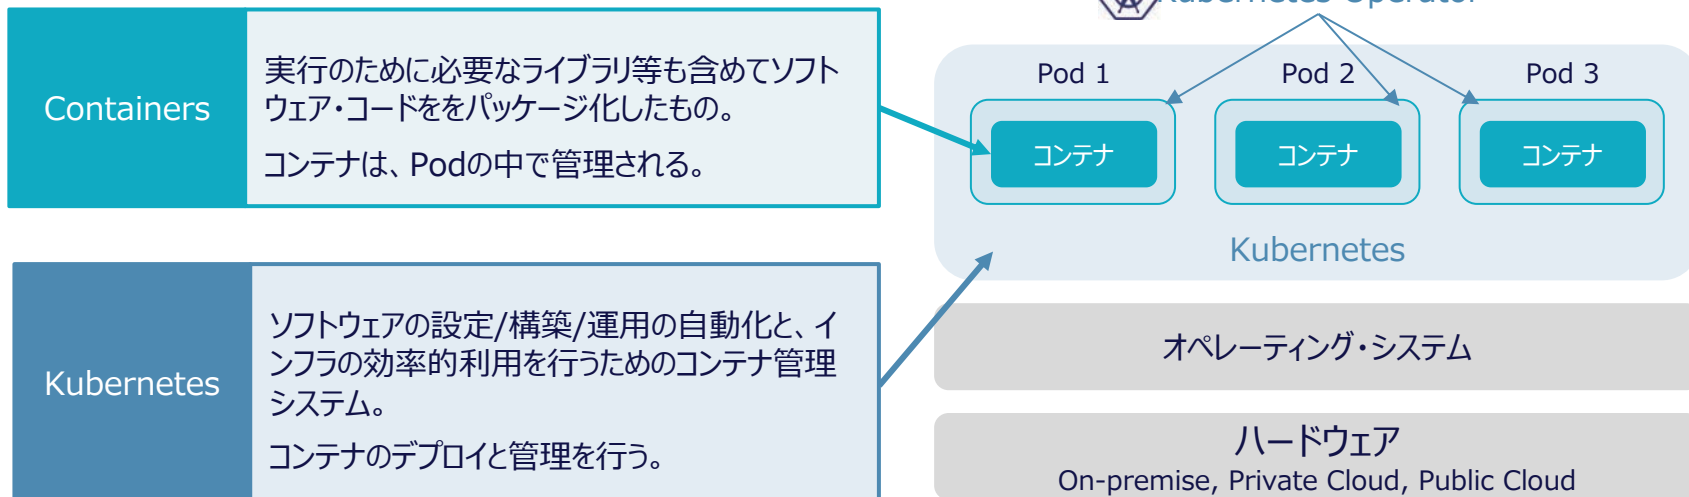 Containers
実行のために必要なライブラリ等も含めてソフト
ウェア・コードををパッケージ化したもの。
コンテナは、Podの中で管理される。
Kubernetes
ソフトウェアの設定/構築/運用の自動化と、イ
ンフラの効率的利用を行うためのコンテナ管理
システム。
コンテナのデプロイと管理を行う。
Kubernetes Operator
Pod 1
Pod 2
Pod 3
コンテナ
コンテナ
コンテナ
Kubernetes
オペレーティング・システム
ハードウェア
On-premise, Private Cloud, Public Cloud